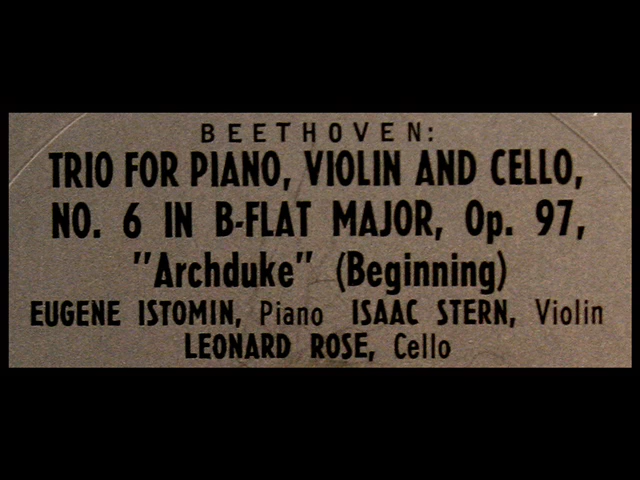 BEETHOVEN:
TRIO FOR PIANO, VIOLIN AND CELLO,
NO. 6 IN B-FLAT MAJOR, Op. 97,
"Archduke" (Beginning)
EUGENE ISTOMIN, Piano ISAAC STERN, Violin
LEONARD ROSE, Cello